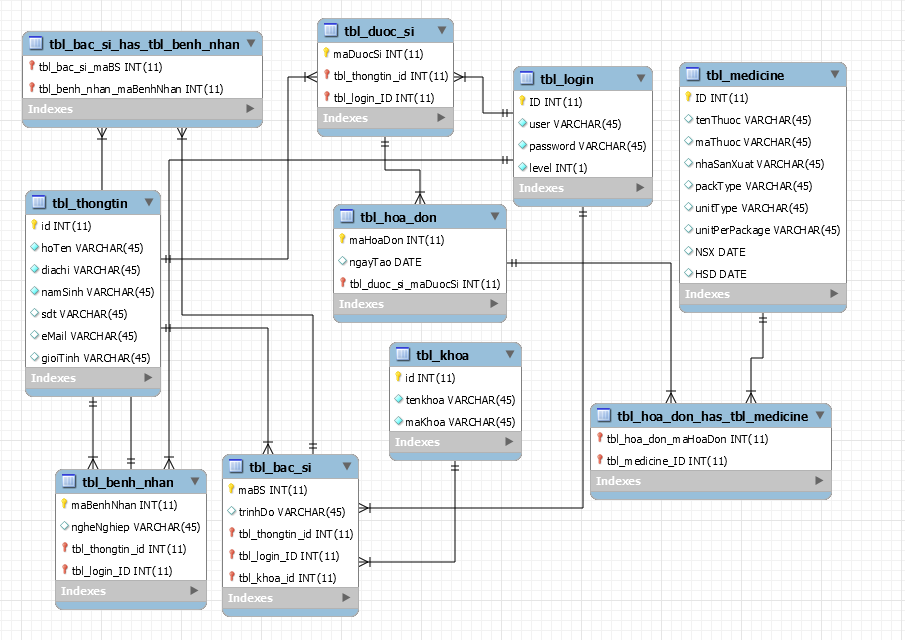 tbl_bac_si_has_tbl_benh_nhan
tbl_bac_si_maBS INT(11)
tbl_benh_nhan_maBenhNhan INT(11)
Indexes
tbl_duoc_si
maDuocSi INT(11)
tbl_thongtin_id INT(11)
tbl_login_ID INT(11)
Indexes
tbl_login
ID INT(11)
user VARCHAR(45)
password VARCHAR(45)
level INT(1)
Indexes
tbl_medicine
ID INT(11)
tenThuoc VARCHAR(45)
maThuoc VARCHAR(45)
nhaSanXuat VARCHAR(45)
packType VARCHAR(45)
unitType VARCHAR(45)
unitPerPackage VARCHAR(45)
NSX DATE
HSD DATE
Indexes
tbl_thongtin
id INT(11)
hoTen VARCHAR(45)
diachi VARCHAR(45)
namSinh VARCHAR(45)
sdt VARCHAR(45)
eMail VARCHAR(45)
gioiTinh VARCHAR(45)
Indexes
tbl_hoa_don
maHoaDon INT(11)
ngayTao DATE
tbl_duoc_si_maDuocSi INT(11)
Indexes
tbl_khoa
id INT(11)
tenkhoa VARCHAR(45)
maKhoa VARCHAR(45)
Indexes
tbl_hoa_don_has_tbl_medicine
tbl_hoa_don_maHoaDon INT(11)
tbl_medicine_ID INT(11)
Indexes
tbl_benh_nhan
maBenhNhan INT(11)
ngheNghiep VARCHAR(45)
tbl_thongtin_id INT(11)
tbl_login_ID INT(11)
Indexes
tbl_bac_si
maBS INT(11)
trinhDo VARCHAR(45)
tbl_thongtin_id INT(11)
tbl_login_ID INT(11)
tbl_khoa_id INT(11)
Indexes